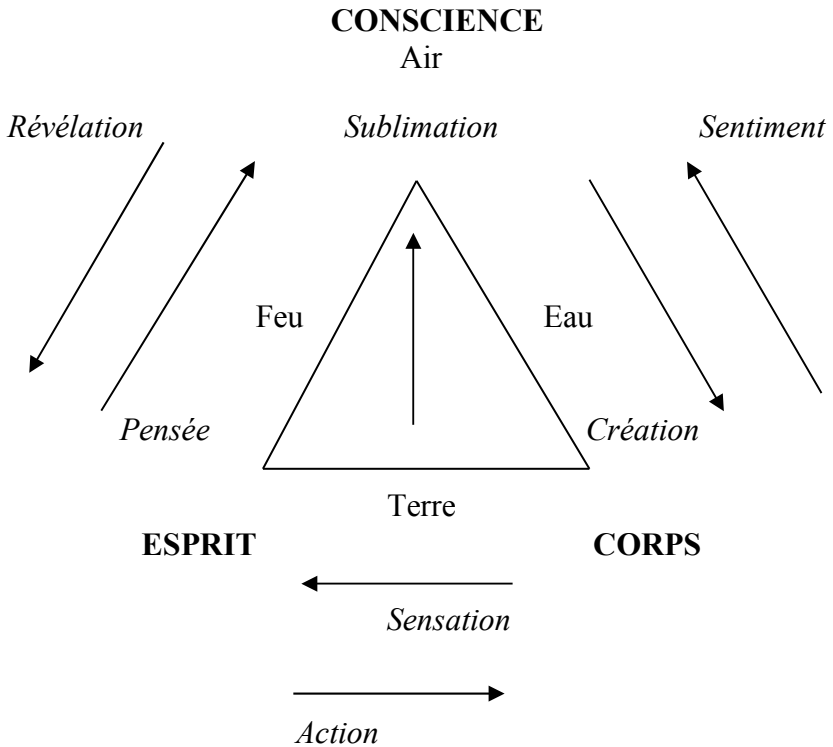 CONSCIENCE
Air
Révélation Sublimation Sentiment
Feu Eau
Pensée Création
Terre
ESPRIT CORPS
Sensation
Action